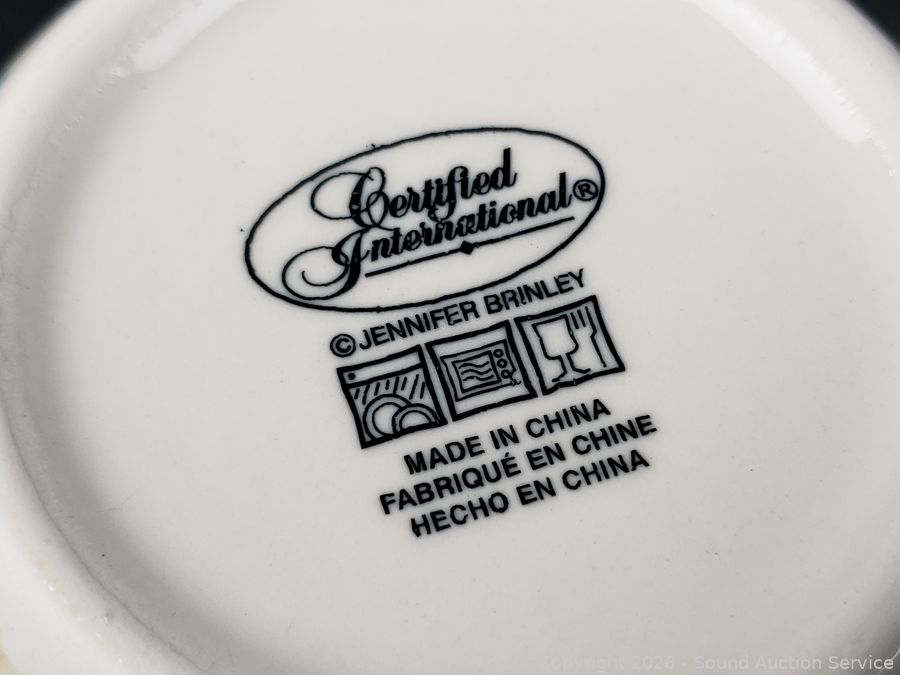 Certified
International®
© JENNIFER BRINLEY
MADE IN CHINA
FABRIQUÉ EN CHINE
HECHO EN CHINA
Copyright 2026 - Sound Auction Service